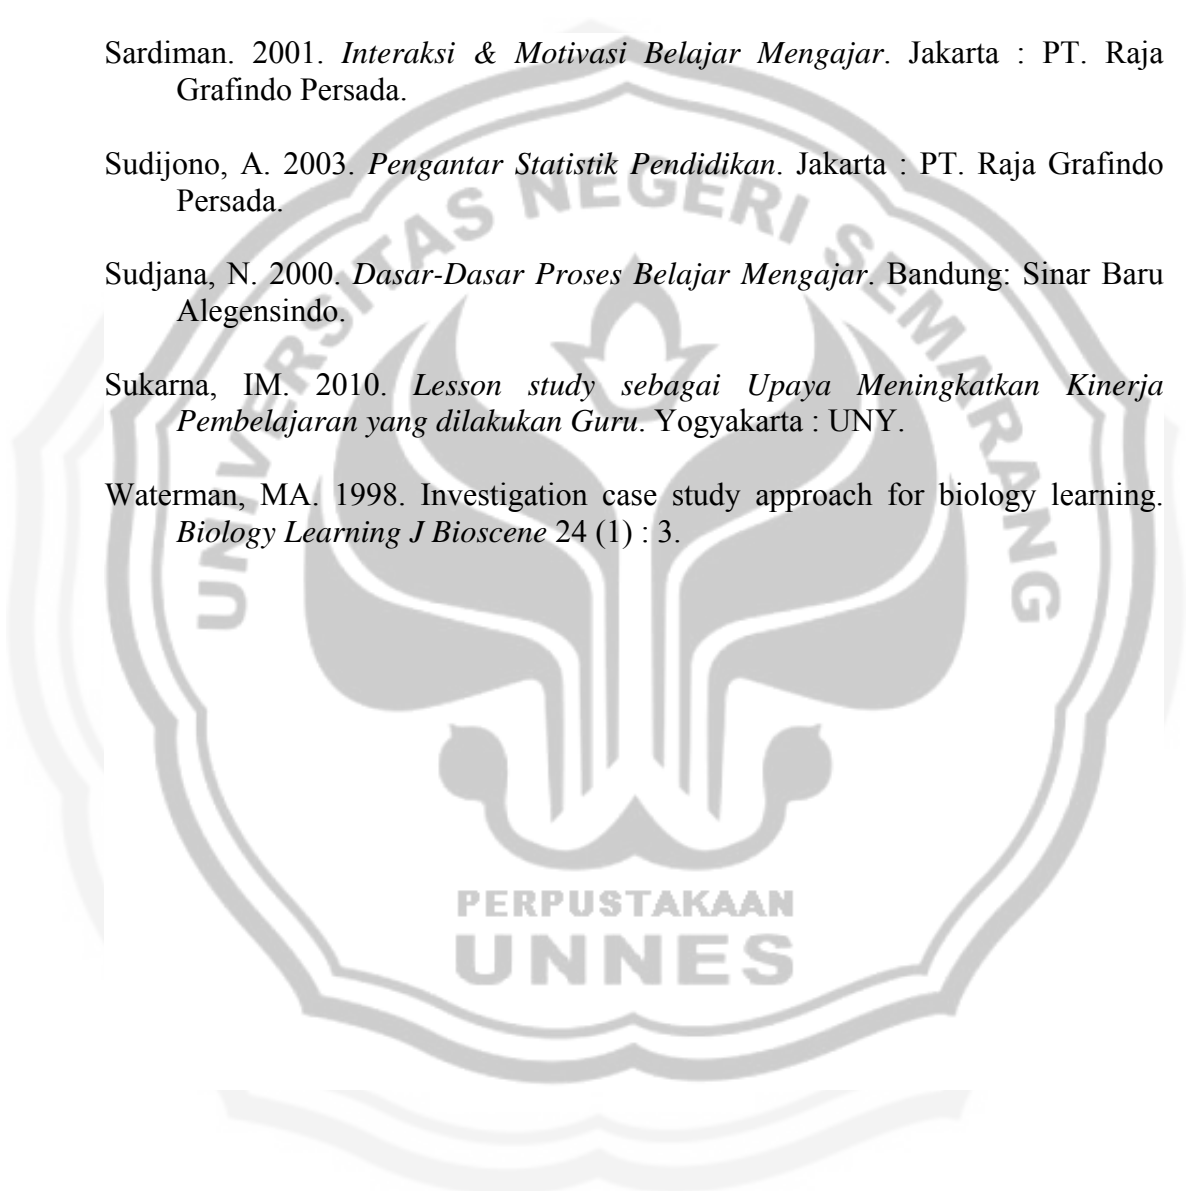 Sardiman. 2001. Interaksi & Motivasi Belajar Mengajar. Jakarta : PT. Raja
Grafindo Persada.
Sudijono, A. 2003. Pengantar Statistik Pendidikan. Jakarta : PT. Raja Grafindo
Persada.
Sudjana, N. 2000. Dasar-Dasar Proses Belajar Mengajar. Bandung: Sinar Baru
Alegensindo.
Sukarna, IM. 2010. Lesson study sebagai Upaya Meningkatkan Kinerja
Pembelajaran yang dilakukan Guru. Yogyakarta : UNY.
Waterman, MA. 1998. Investigation case study approach for biology learning.
Biology Learning J Bioscene 24 (1) : 3.
UNIVERSITAS NEGERI SEMARANG
PERPUSTAKAAN
UNNES